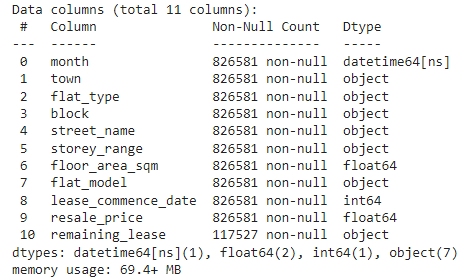 Data columns (total 11 columns):
#   Column               Non-Null Count   Dtype
---  ------               --------------   -----
0   month                826581 non-null  datetime64[ns]
1   town                 826581 non-null  object
2   flat_type            826581 non-null  object
3   block                826581 non-null  object
4   street_name          826581 non-null  object
5   storey_range         826581 non-null  object
6   floor_area_sqm       826581 non-null  float64
7   flat_model           826581 non-null  object
8   lease_commence_date  826581 non-null  int64
9   resale_price         826581 non-null  float64
10  remaining_lease      117527 non-null  object
dtypes: datetime64[ns](1), float64(2), int64(1), object(7)
memory usage: 69.4+ MB